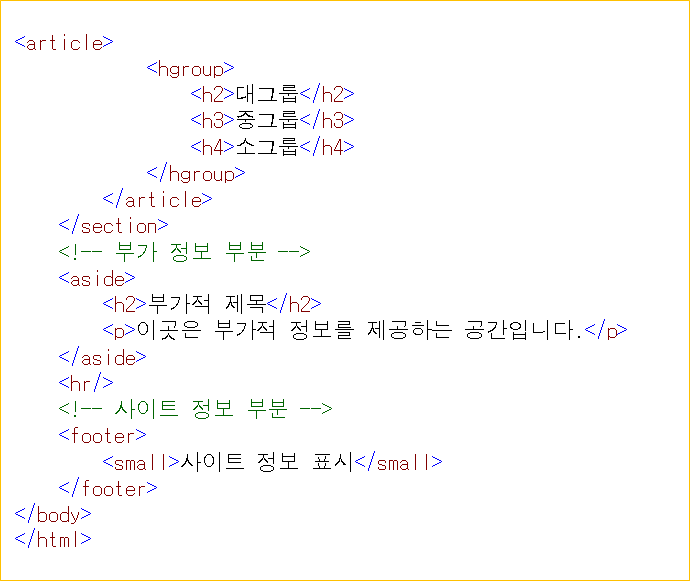 <article>
<hgroup>
<h2>대그룹</h2>
<h3>중그룹</h3>
<h4>소그룹</h4>
</hgroup>
</article>
</section>
<!-- 부가 정보 부분 -->
<aside>
<h2>부가적 제목</h2>
<p>이곳은 부가적 정보를 제공하는 공간입니다.</p>
</aside>
<hr/>
<!-- 사이트 정보 부분 -->
<footer>
<small>사이트 정보 표시</small>
</footer>
</body>
</html>